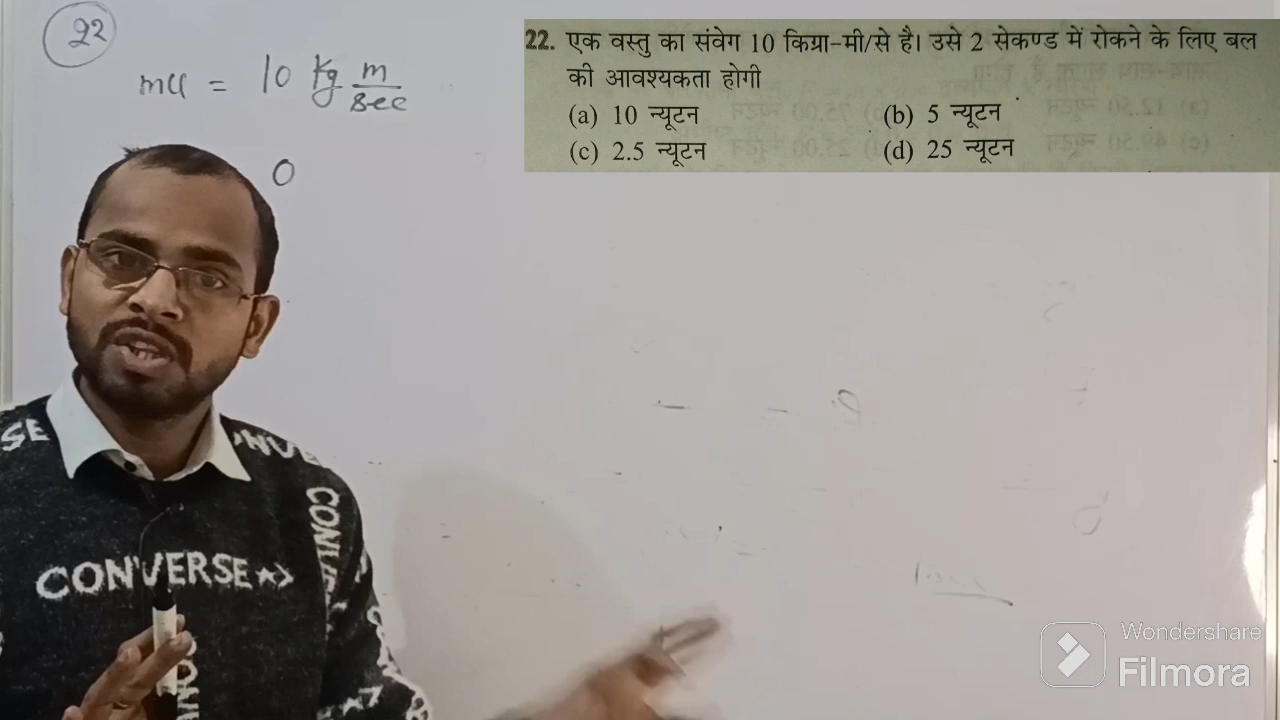 22
mu = 10 kg m/sec
0
22. एक वस्तु का संवेग 10 किग्रा-मी/से है। उसे 2 सेकण्ड में रोकने के लिए बल
की आवश्यकता होगी
(a) 10 न्यूटन (b) 5 न्यूटन
(c) 2.5 न्यूटन (d) 25 न्यूटन
SE
CONVERSE
Wondershare
Filmora